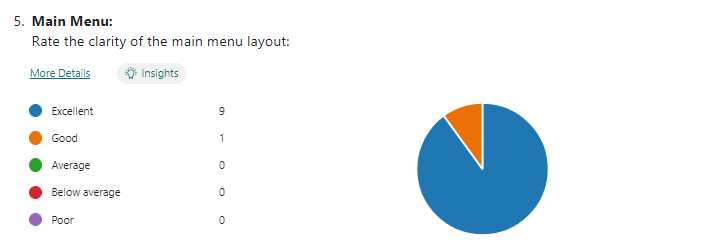 5. Main Menu:
Rate the clarity of the main menu layout:
More Details Insights
Excellent 9
Good 1
Average 0
Below average 0
Poor 0